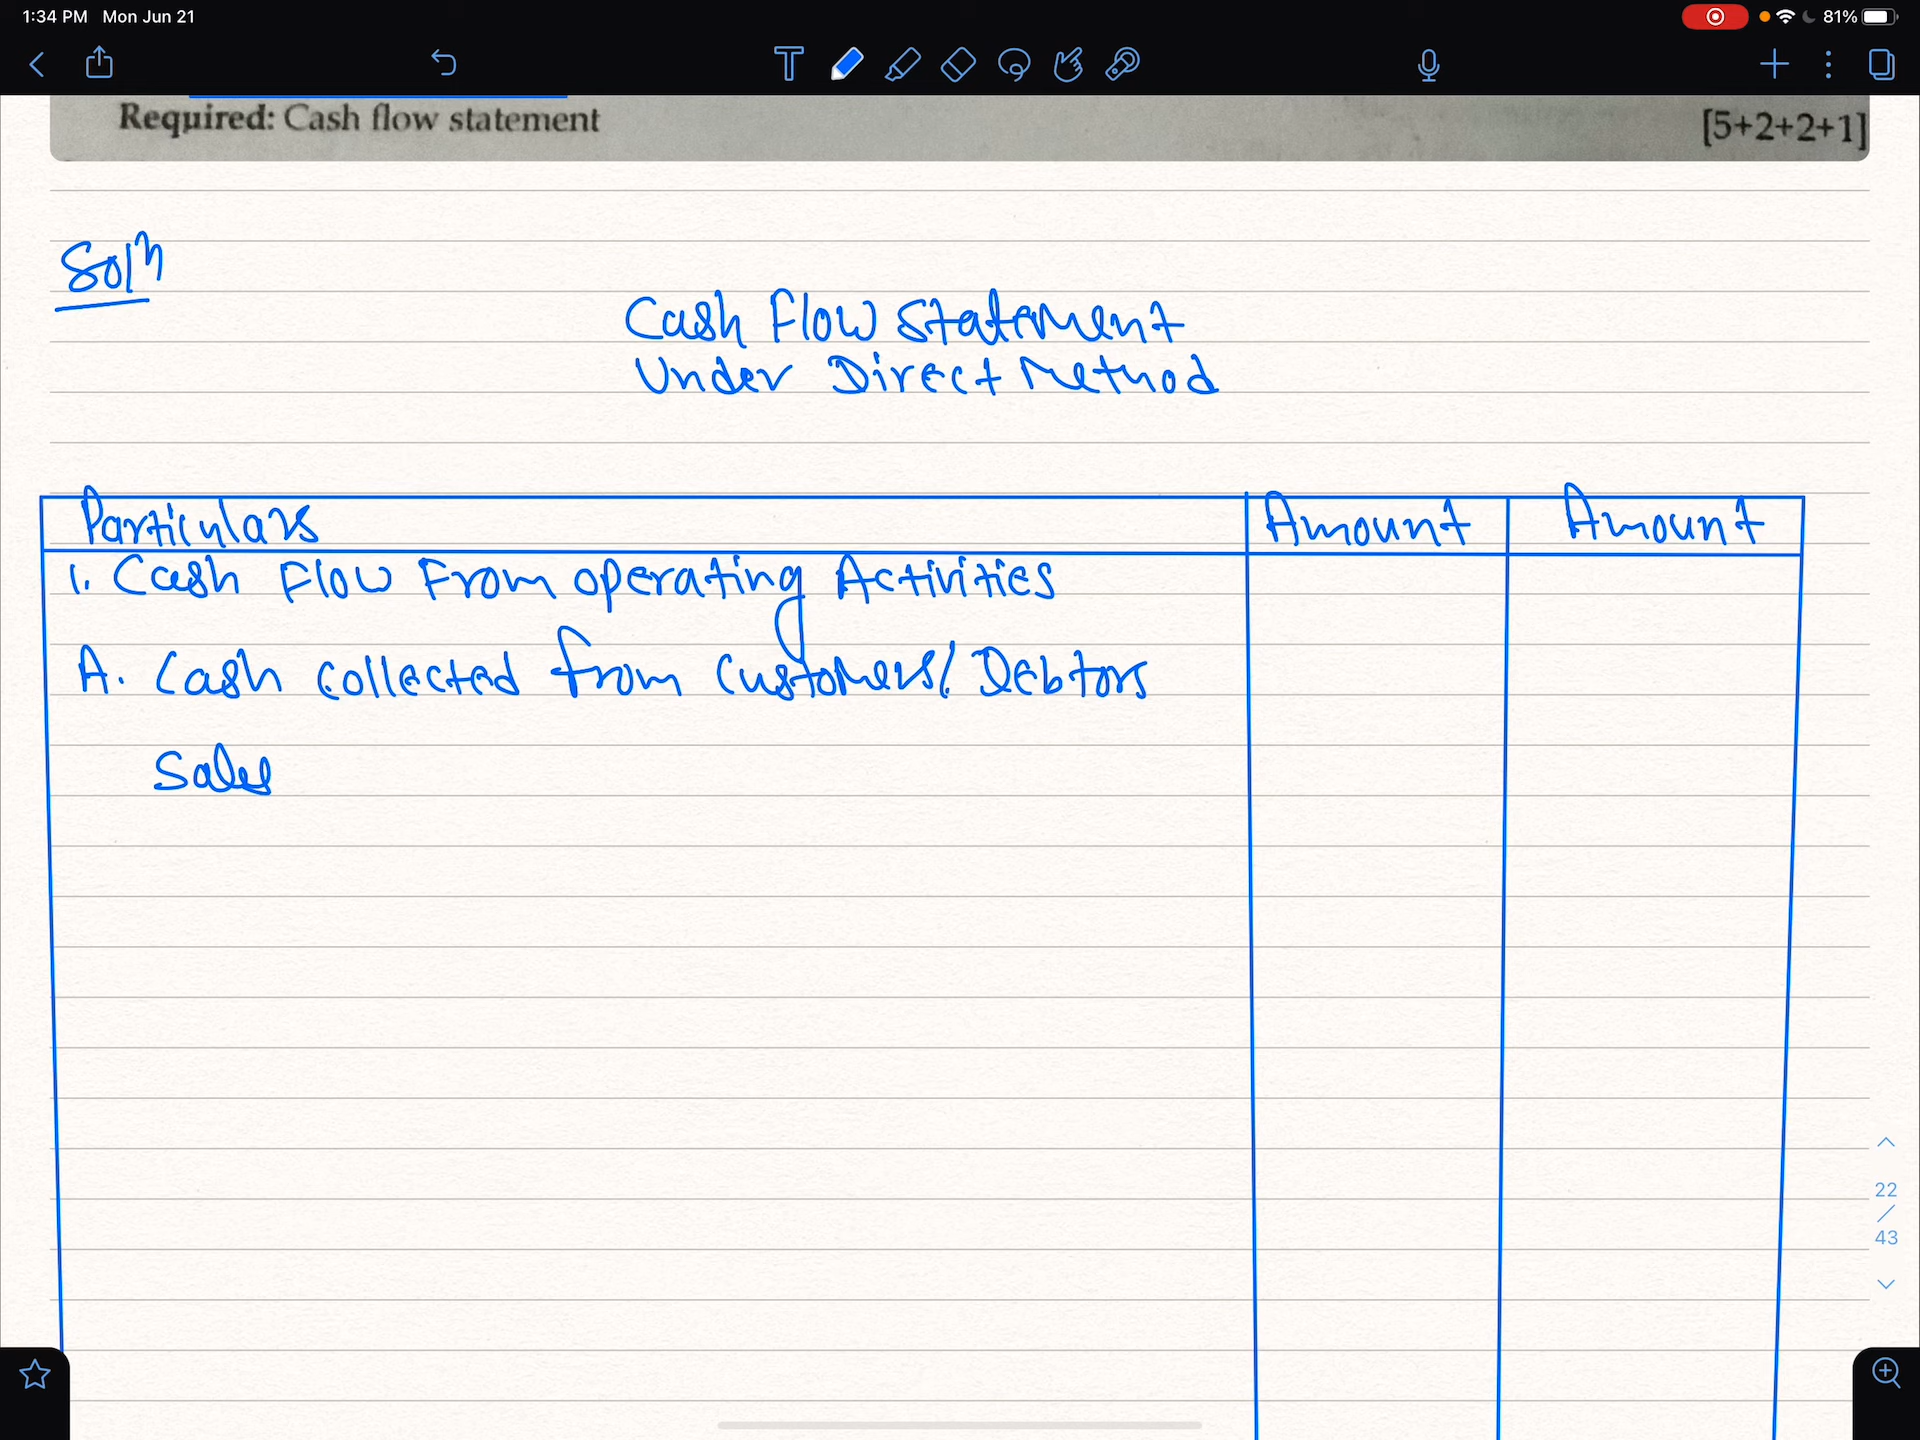 1:34 PM Mon Jun 21
81%
Required: Cash flow statement
[5+2+2+1]
Solⁿ
Cash Flow Statement
Under Direct Method
Particulars Amount Amount
1. Cash Flow From operating Activities
A. Cash collected from Customers/Debtors
Sales
22
/
43